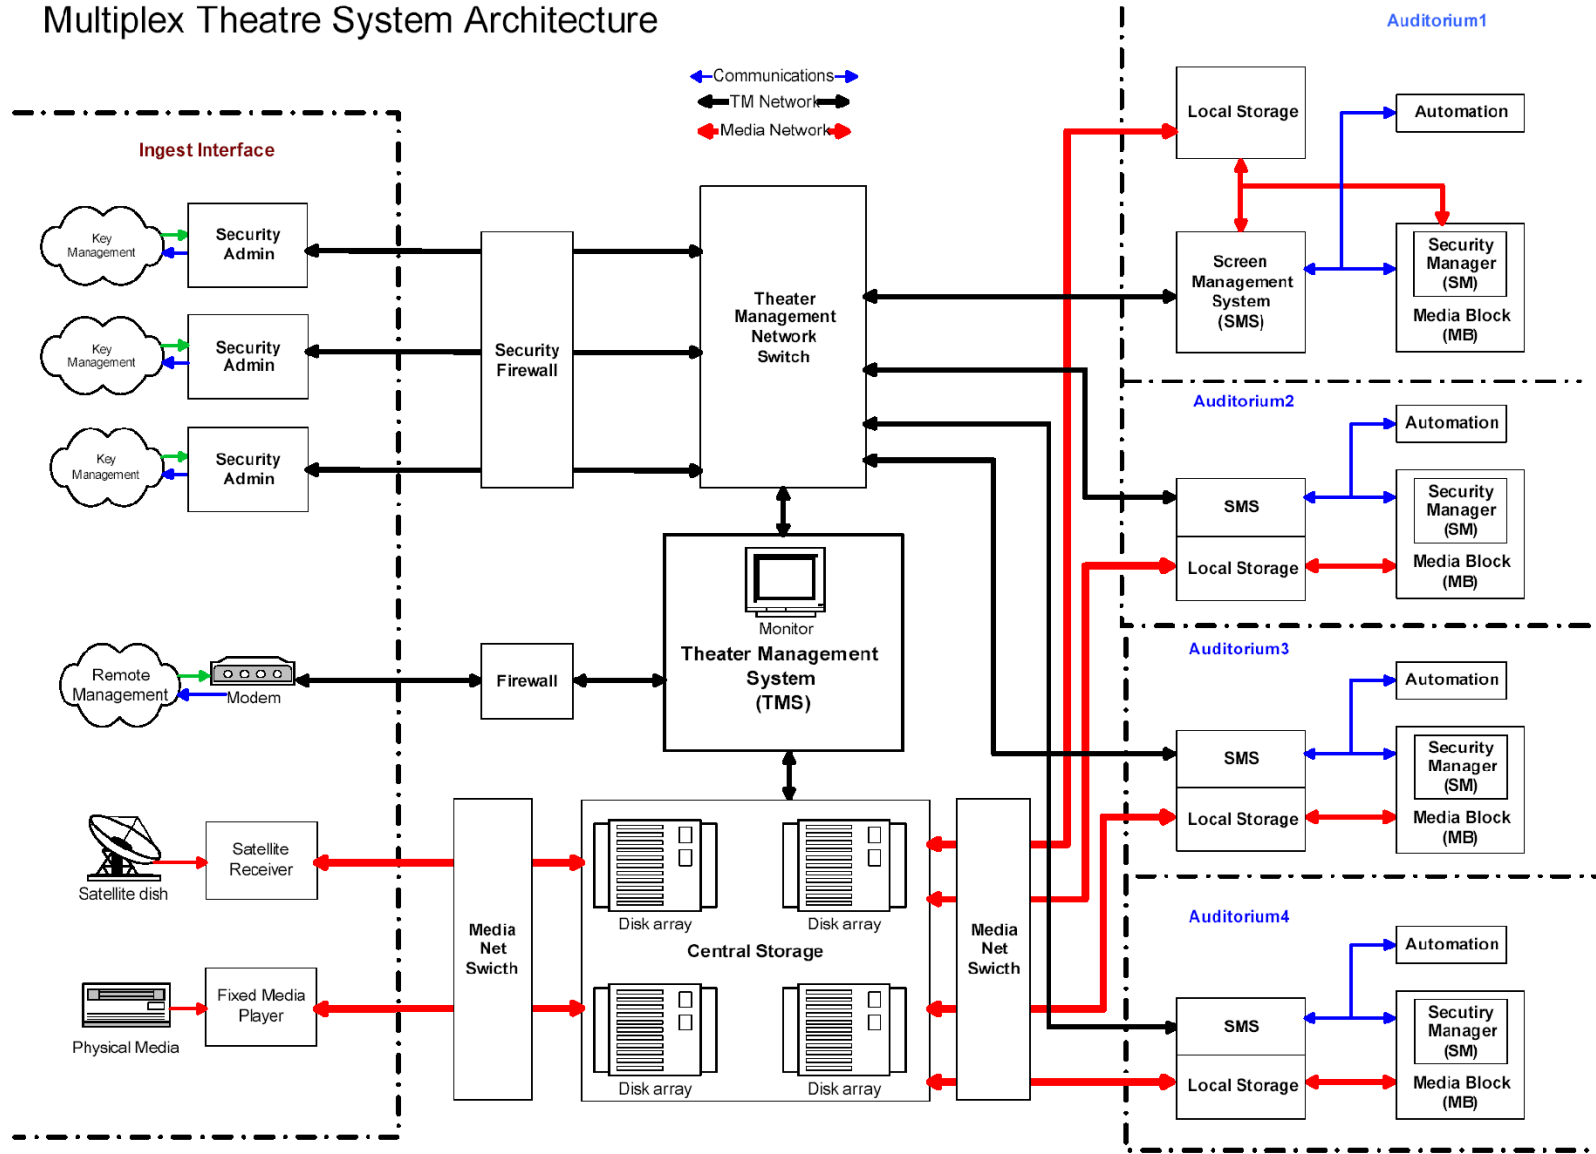 Multiplex Theatre System Architecture
Communications
TM Network
Media Network
Ingest Interface
Key
Management
Security
Admin
Key
Management
Security
Admin
Key
Management
Security
Admin
Security
Firewall
Theater
Management
Network
Switch
Remote
Management
Modem
Firewall
Monitor
Theater Management
System
(TMS)
Satellite dish
Satellite
Receiver
Physical Media
Fixed Media
Player
Media
Net
Swicth
Disk array
Disk array
Central Storage
Disk array
Disk array
Media
Net
Swicth
Auditorium1
Local Storage
Automation
Screen
Management
System
(SMS)
Security
Manager
(SM)
Media Block
(MB)
Auditorium2
Automation
SMS
Local Storage
Security
Manager
(SM)
Media Block
(MB)
Auditorium3
Automation
SMS
Local Storage
Security
Manager
(SM)
Media Block
(MB)
Auditorium4
Automation
SMS
Local Storage
Secutiry
Mınager
(SM)
Media Block
(MB)